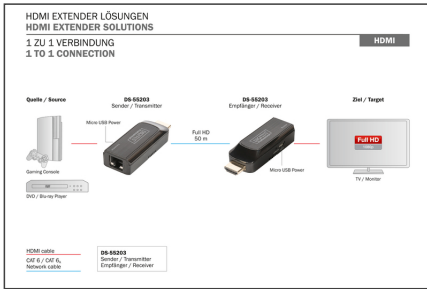 HDMI EXTENDER LÖSUNGEN
HDMI EXTENDER SOLUTIONS
1 ZU 1 VERBINDUNG
1 TO 1 CONNECTION
HDMI
Quelle / Source
DS-55203
Sender / Transmitter
DS-55203
Empfänger / Receiver
Ziel / Target
Micro USB Power
Full HD
50 m
Full HD
1080p
Gaming Console
Micro USB Power
TV / Monitor
DVD / Blu-ray Player
HDMI cable
CAT 6 / CAT 6A
Network cable
DS-55203
Sender / Transmitter
Empfänger / Receiver